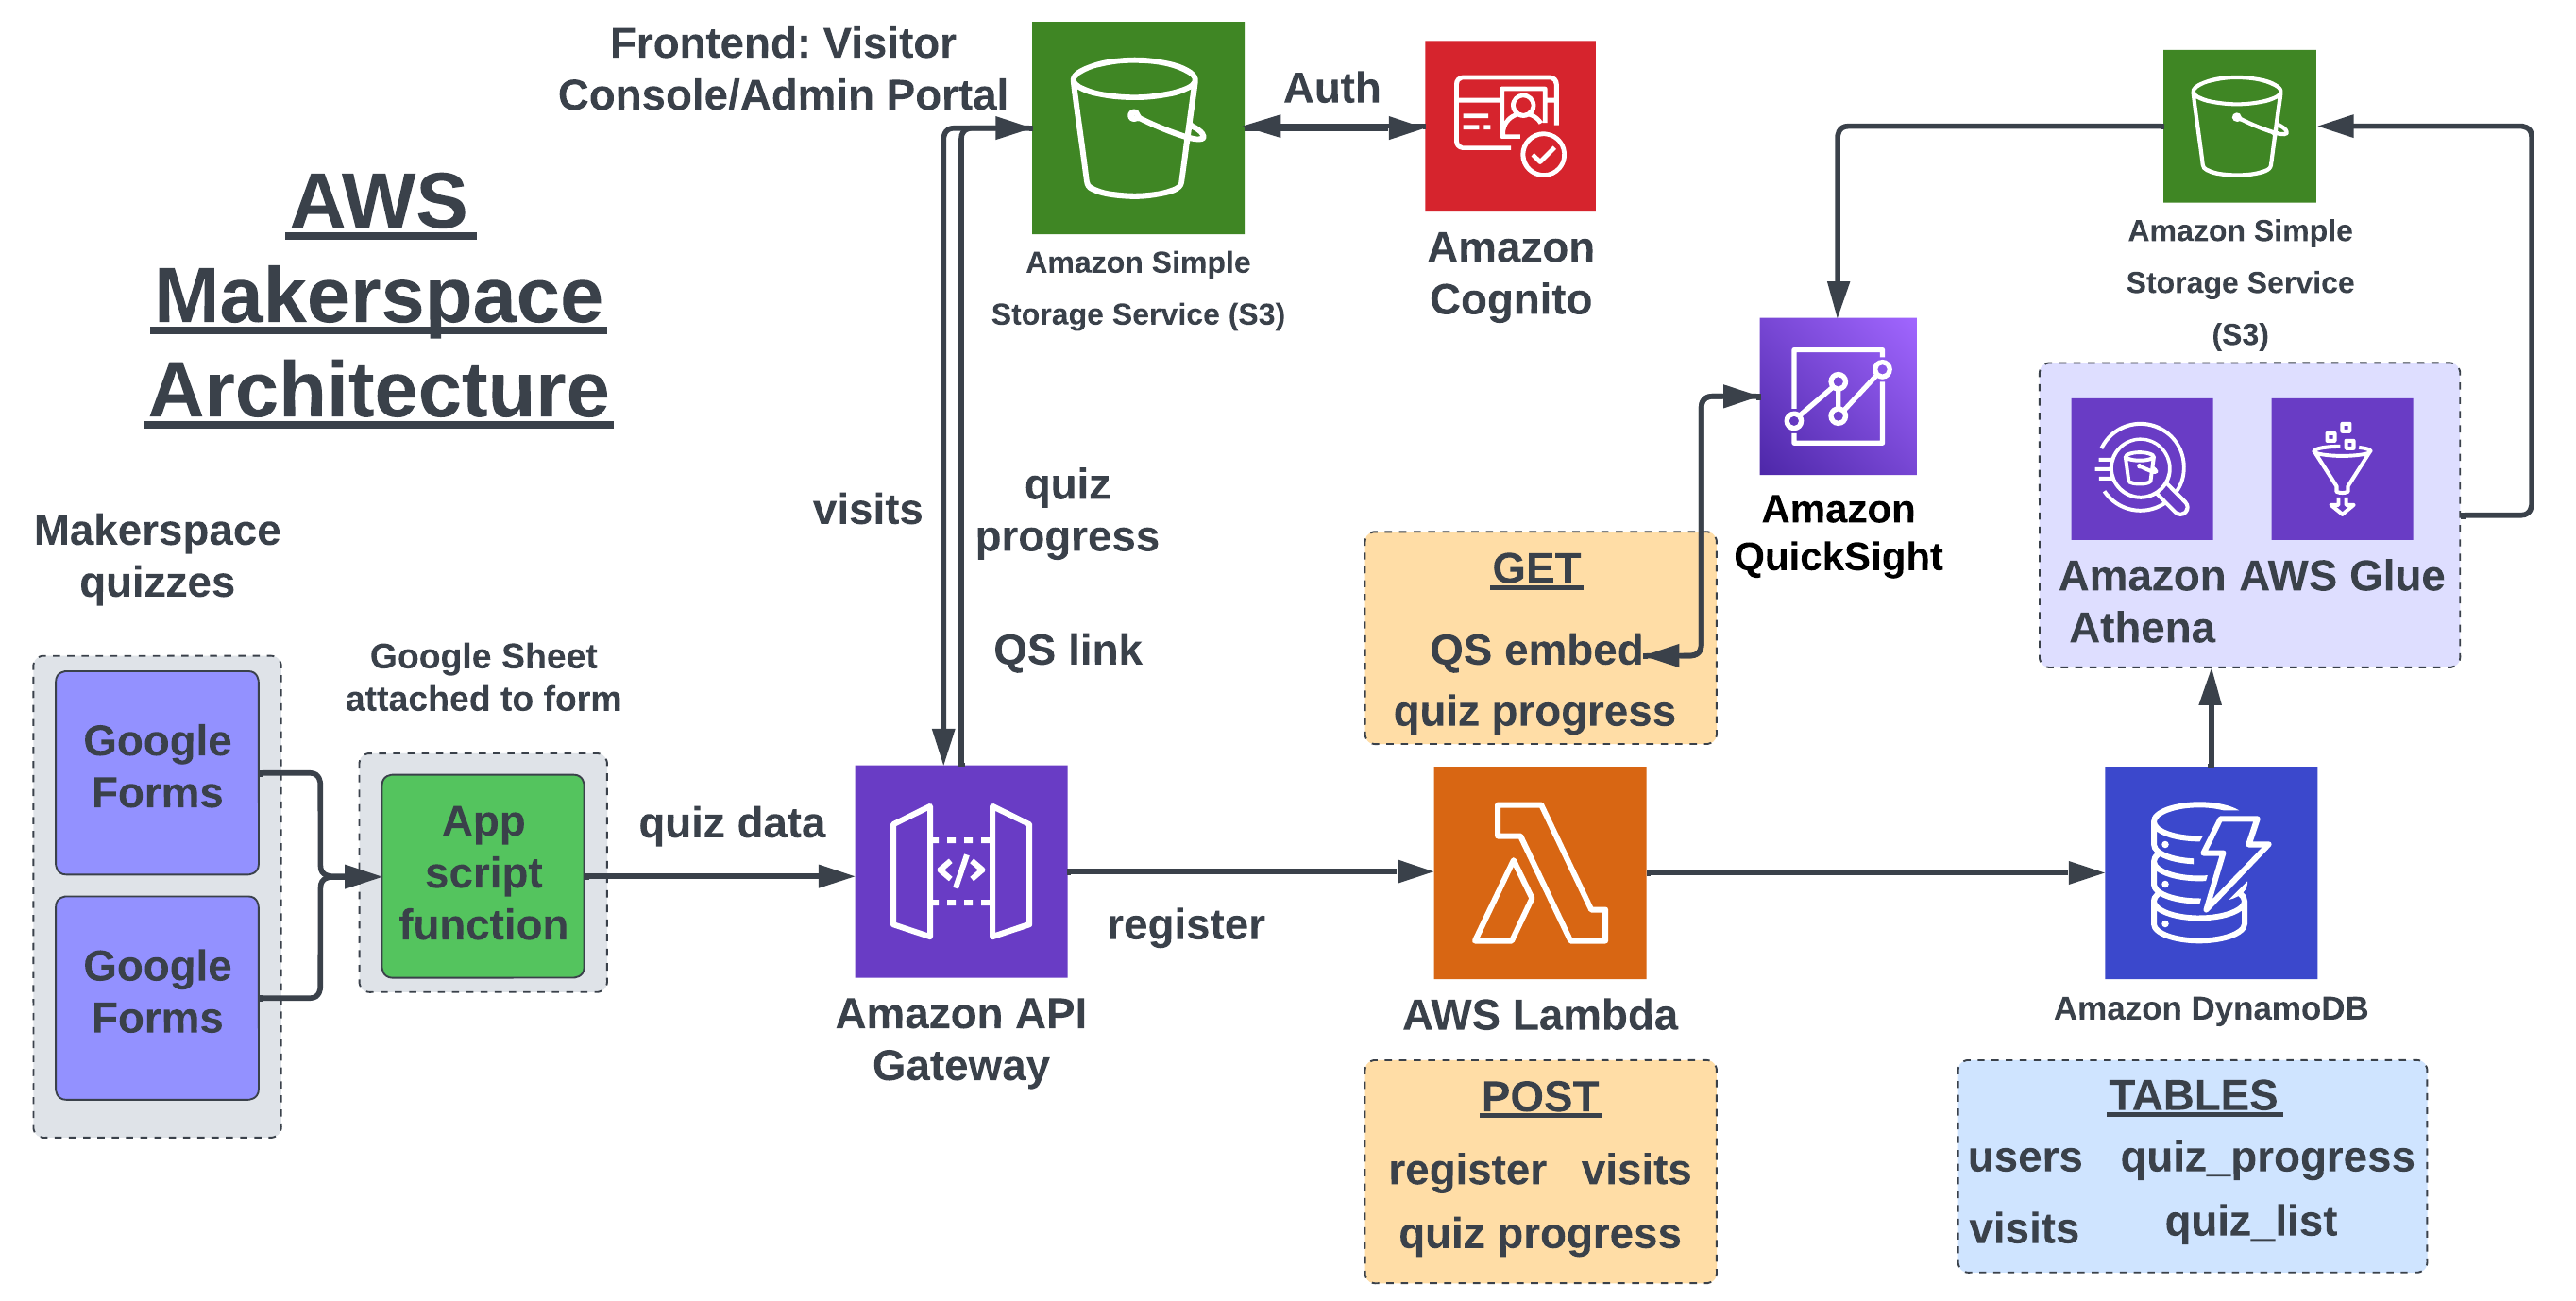 Frontend: Visitor
Console/Admin Portal
Auth
AWS
Makerspace
Architecture
Amazon Simple
Storage Service (S3)
Amazon
Cognito
Amazon Simple
Storage Service
(S3)
visits
quiz
progress
QS link
Amazon
QuickSight
Amazon
Athena
AWS Glue
Makerspace
quizzes
Google
Forms
Google
Forms
Google Sheet
attached to form
App
script
function
quiz data
Amazon API
Gateway
register
GET
QS embed
quiz progress
AWS Lambda
POST
register visits
quiz progress
Amazon DynamoDB
TABLES
users quiz_progress
visits quiz_list